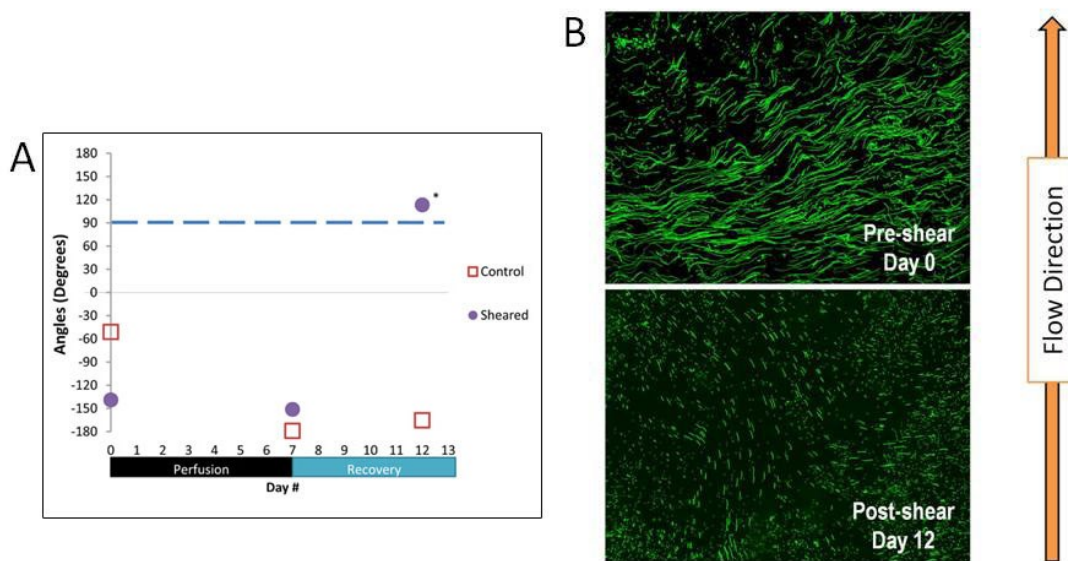 A
180
150
120
90
60
30
0
-30
-60
-90
-120
-150
-180
Angles (Degrees)
*
Control
Sheared
0 1 2 3 4 5 6 7 8 9 10 11 12 13
Perfusion Recovery
Day #
B
Pre-shear
Day 0
Post-shear
Day 12
Flow Direction